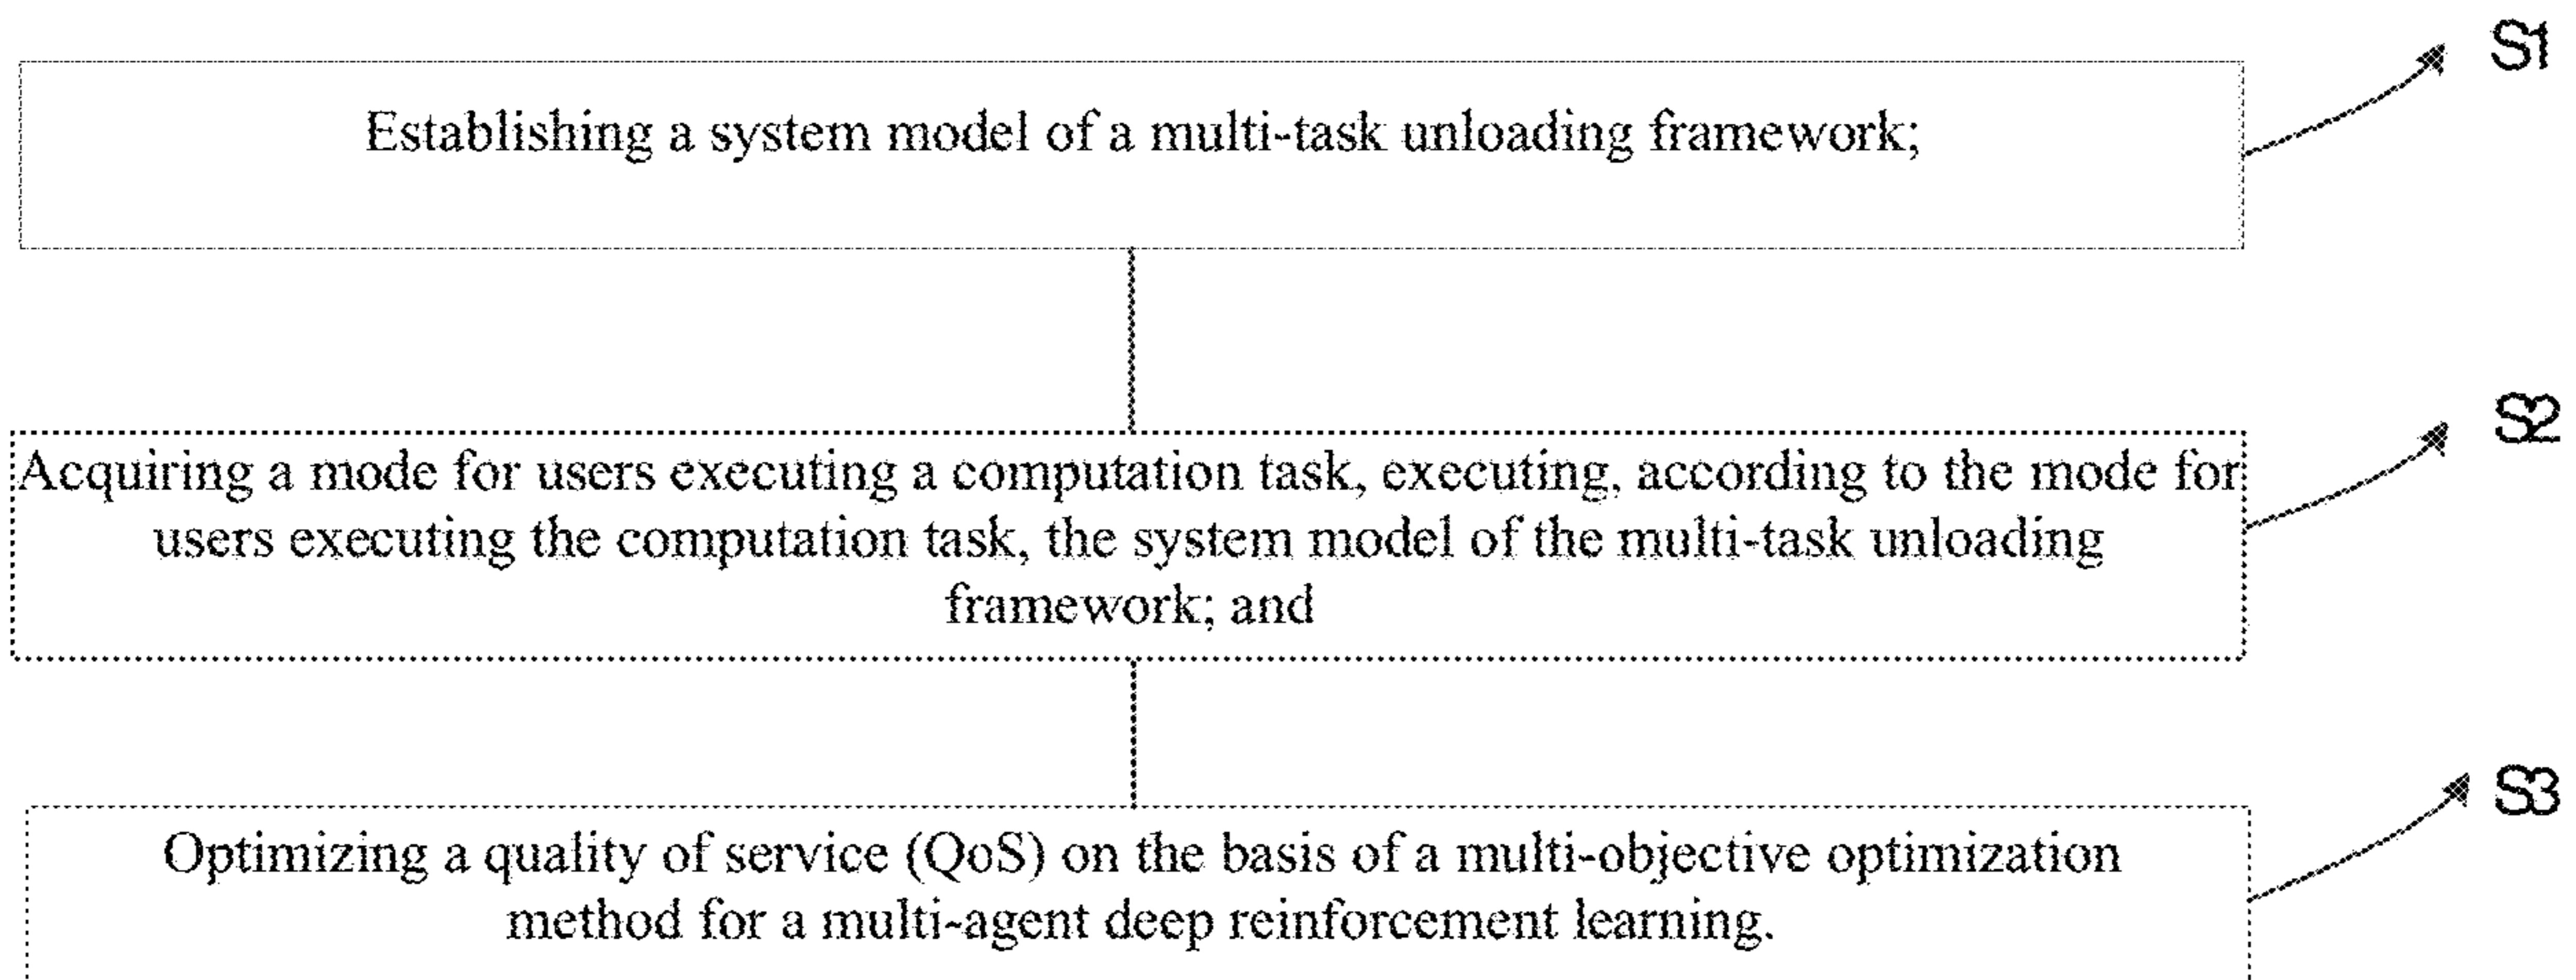 S1
Establishing a system model of a multi-task unloading framework;
S2
Acquiring a mode for users executing a computation task, executing, according to the mode for
users executing the computation task, the system model of the multi-task unloading
framework; and
S3
Optimizing a quality of service (QoS) on the basis of a multi-objective optimization
method for a multi-agent deep reinforcement learning.